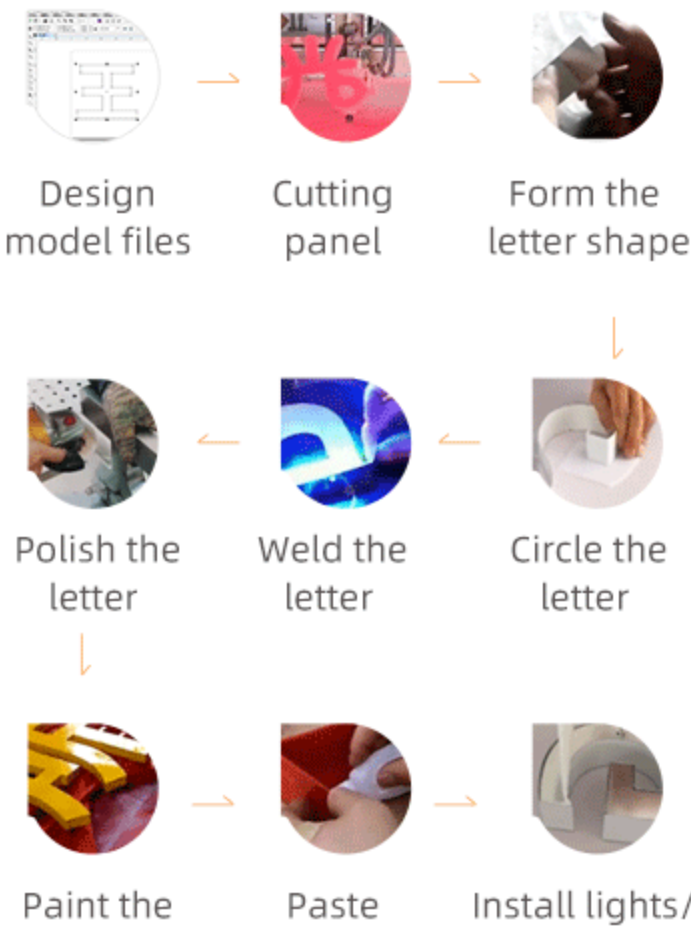 Design
model files
Cutting
panel
Form the
letter shape
Circle the
letter
Weld the
letter
Polish the
letter
Paint the
Paste
Install lights/